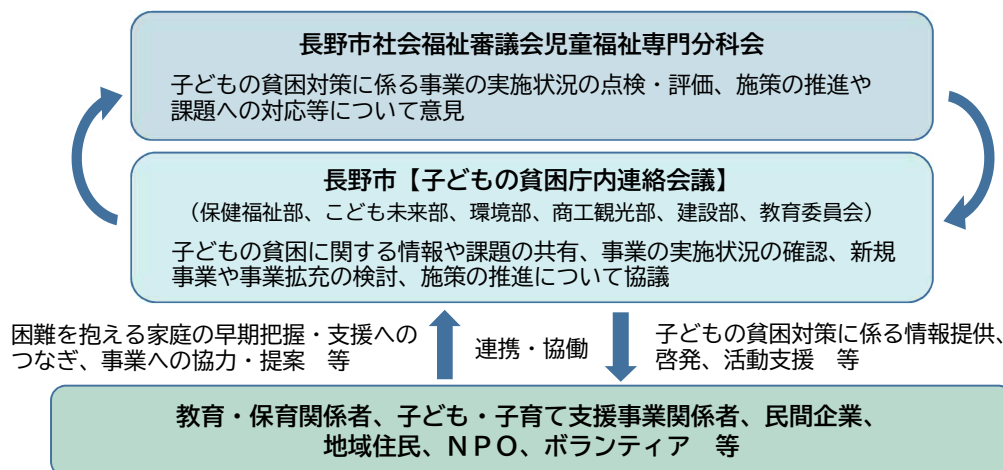 長野市社会福祉審議会児童福祉専門分科会
子どもの貧困対策に係る事業の実施状況の点検・評価、施策の推進や
課題への対応等について意見
長野市【子どもの貧困庁内連絡会議】
（保健福祉部、こども未来部、環境部、商工観光部、建設部、教育委員会）
子どもの貧困に関する情報や課題の共有、事業の実施状況の確認、新規
事業や事業拡充の検討、施策の推進について協議
困難を抱える家庭の早期把握・支援への
つなぎ、事業への協力・提案　等
連携・協働
子どもの貧困対策に係る情報提供、
啓発、活動支援　等
教育・保育関係者、子ども・子育て支援事業関係者、民間企業、
地域住民、ＮＰＯ、ボランティア　等